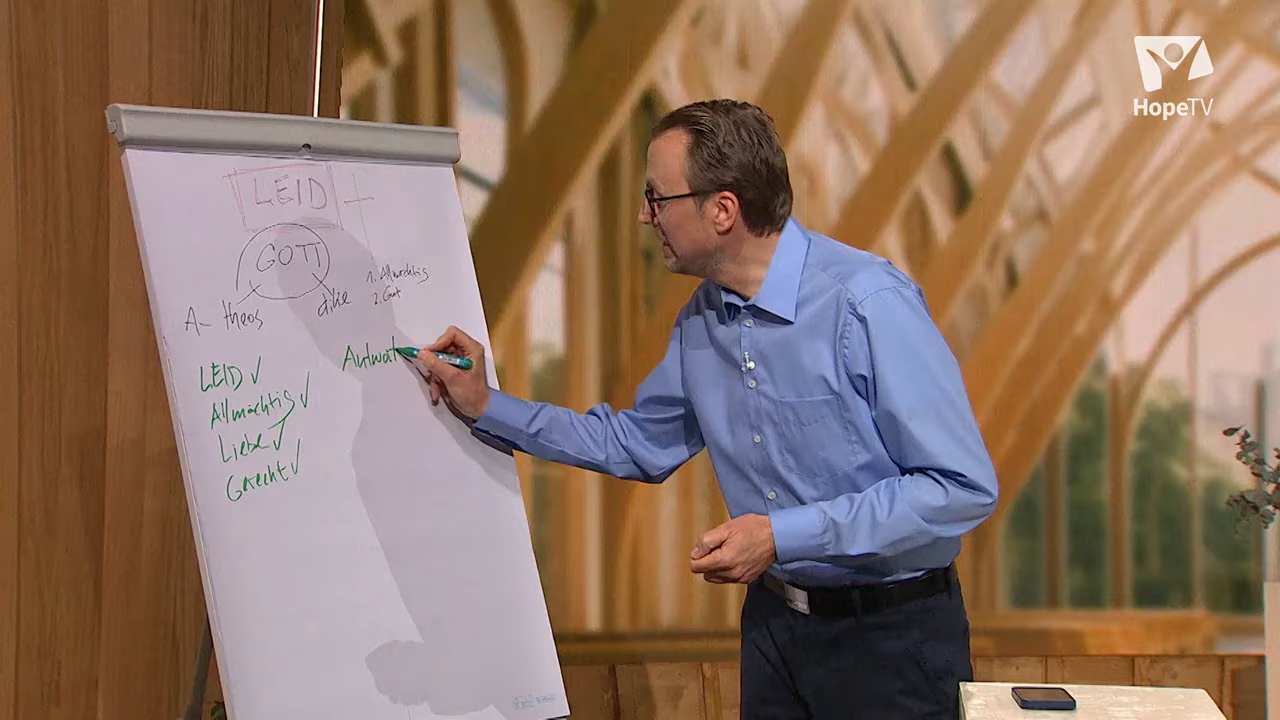 HopeTV
LEID
GOTT
A- theos dike
1. Allmächtig
2. Gut
LEID ✓
Allmächtig ✓
Liebe ✓
Gerecht ✓
Antwort